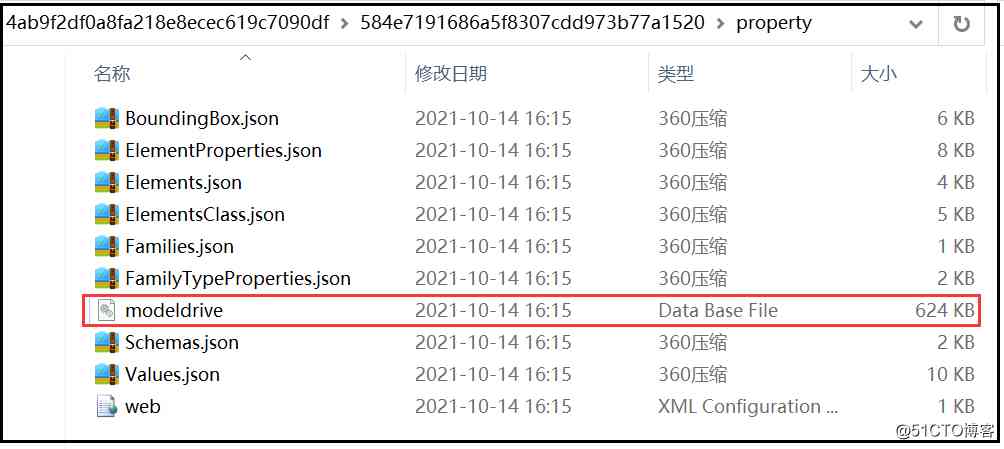 4ab9f2df0a8fa218e8ecec619c7090df > 584e7191686a5f8307cdd973b77a1520 > property
名称 修改日期 类型 大小
BoundingBox.json 2021-10-14 16:15 360压缩 6 KB
ElementProperties.json 2021-10-14 16:15 360压缩 8 KB
Elements.json 2021-10-14 16:15 360压缩 4 KB
ElementsClass.json 2021-10-14 16:15 360压缩 5 KB
Families.json 2021-10-14 16:15 360压缩 1 KB
FamilyTypeProperties.json 2021-10-14 16:15 360压缩 2 KB
modeldrive 2021-10-14 16:15 Data Base File 624 KB
Schemas.json 2021-10-14 16:15 360压缩 2 KB
Values.json 2021-10-14 16:15 360压缩 10 KB
web 2021-10-14 16:15 XML Configuration ... 1 KB
@51CTO博客